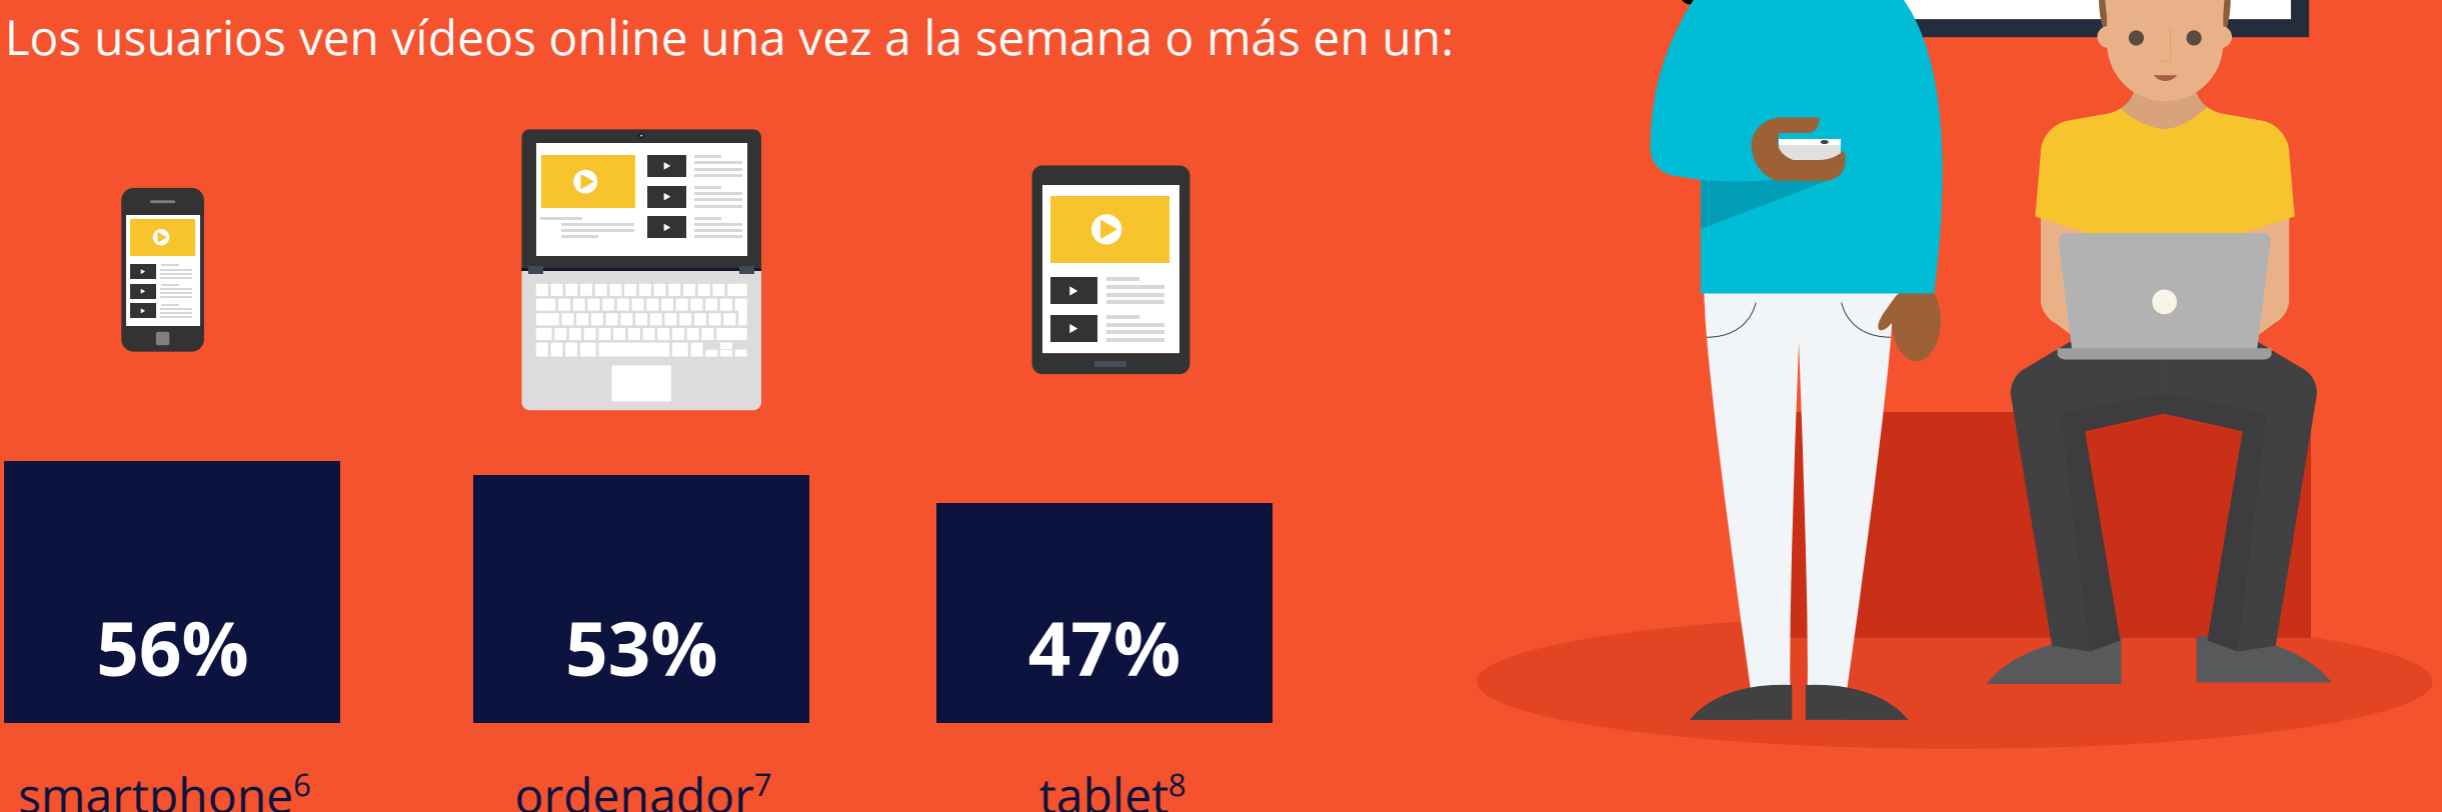 Los usuarios ven vídeos online una vez a la semana o más en un:
56% 53% 47%
smartphone⁶ ordenador⁷ tablet⁸